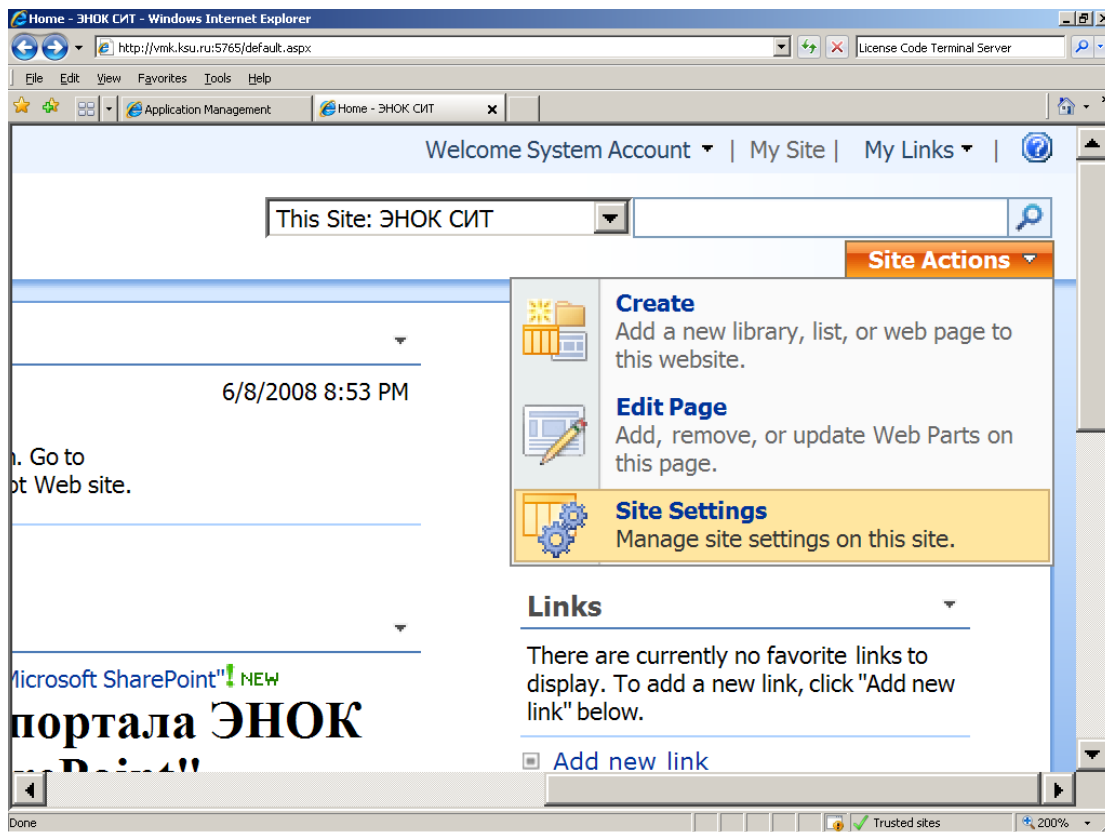 Home - ЭНОК СИТ - Windows Internet Explorer
http://vmk.ksu.ru:5765/default.aspx
License Code Terminal Server
File Edit View Favorites Tools Help
Application Management
Home - ЭНОК СИТ
Welcome System Account | My Site | My Links |
This Site: ЭНОК СИТ
Site Actions
Create
Add a new library, list, or web page to
this website.
6/8/2008 8:53 PM
Edit Page
Add, remove, or update Web Parts on
this page.
. Go to
ot Web site.
Site Settings
Manage site settings on this site.
Links
There are currently no favorite links to
display. To add a new link, click "Add new
link" below.
Microsoft SharePoint"! NEW
портала ЭНОК
Add new link
Done
Trusted sites
200%